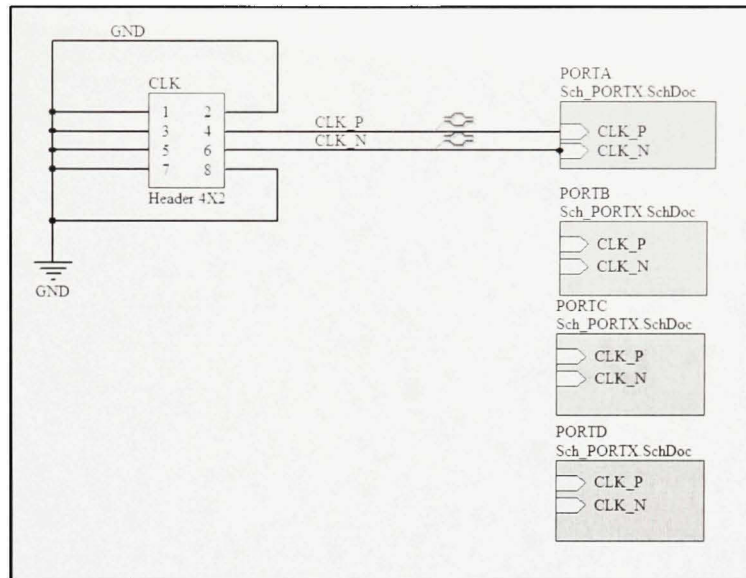 GND
CLK
1 2
3 4
5 6
7 8
Header 4X2
GND
CLK_P
CLK_N
PORTA
Sch_PORTX.SchDoc
CLK_P
CLK_N
PORTB
Sch_PORTX.SchDoc
CLK_P
CLK_N
PORTC
Sch_PORTX.SchDoc
CLK_P
CLK_N
PORTD
Sch_PORTX.SchDoc
CLK_P
CLK_N